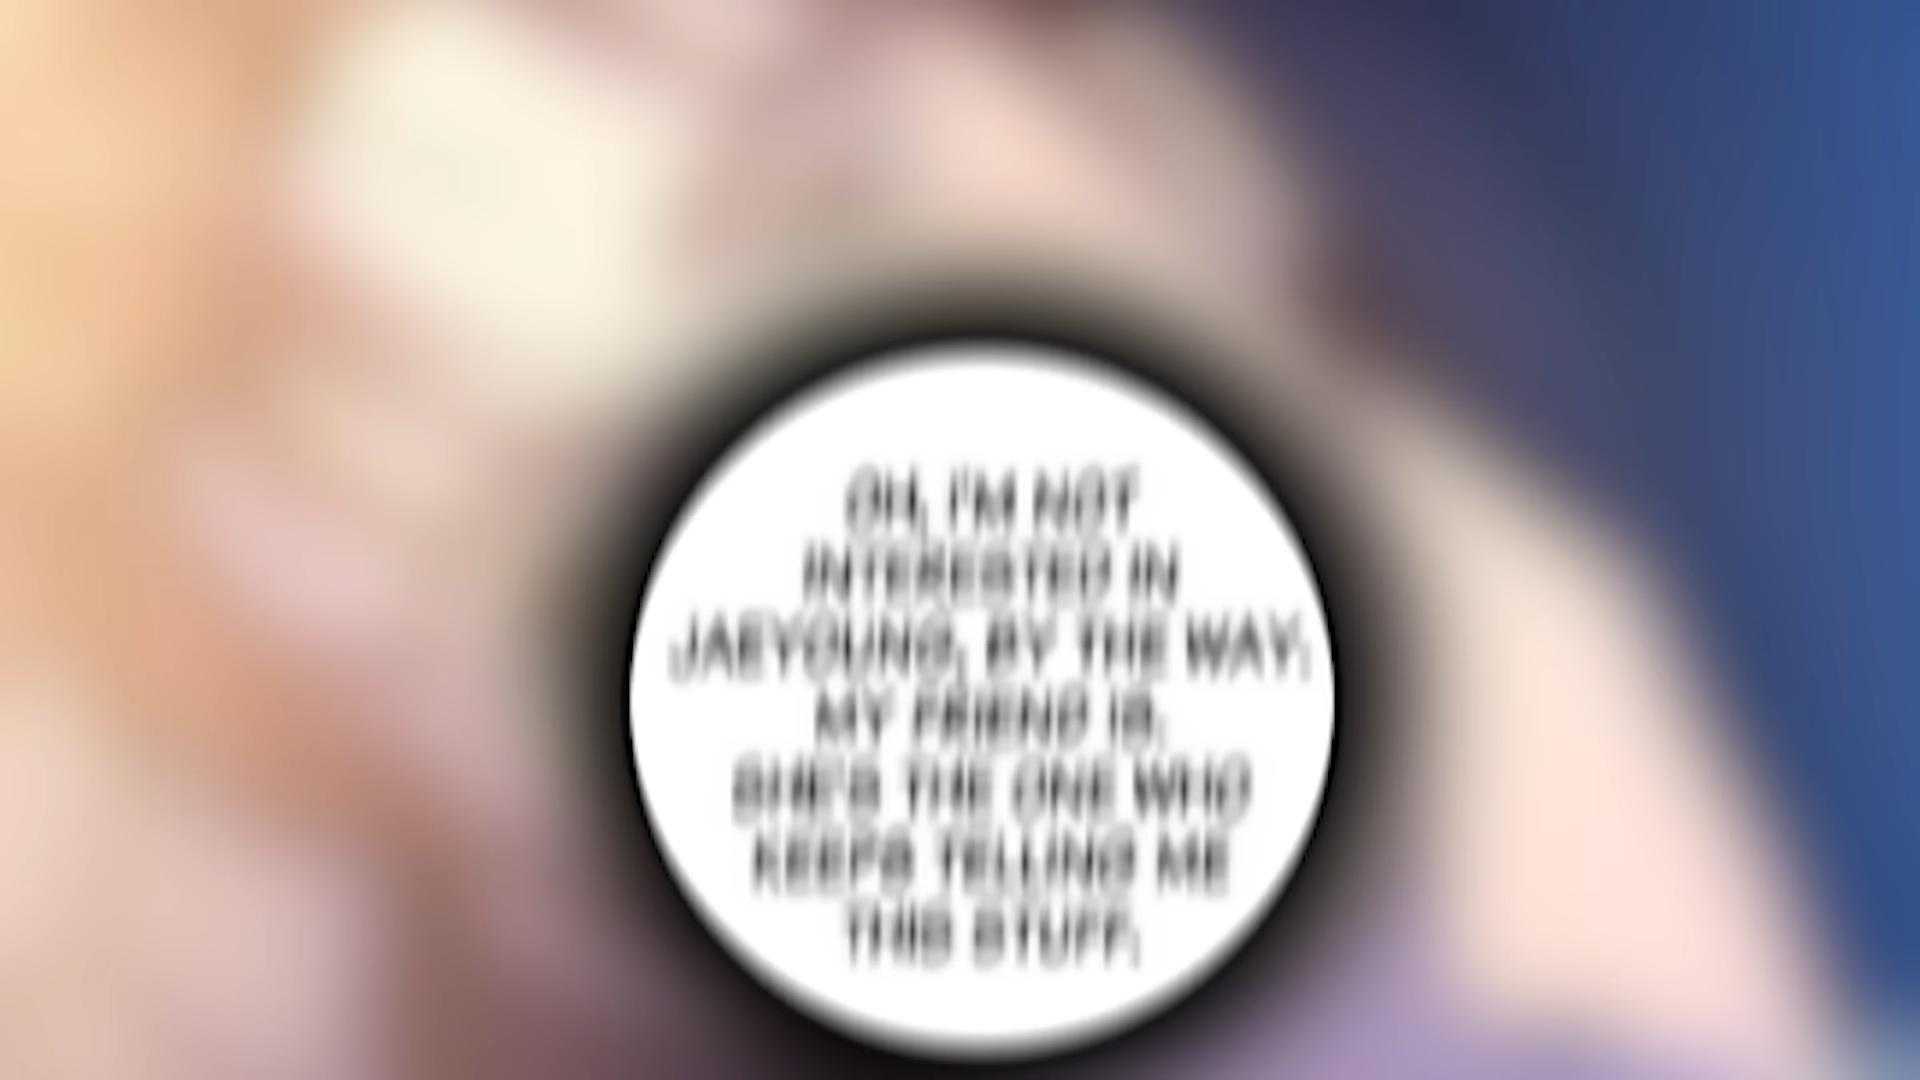 OH, I'M NOT
INTERESTED IN
JAEYOUNG, BY THE WAY.
MY FRIEND IS.
SHE'S THE ONE WHO
KEEPS TELLING ME
THIS STUFF.